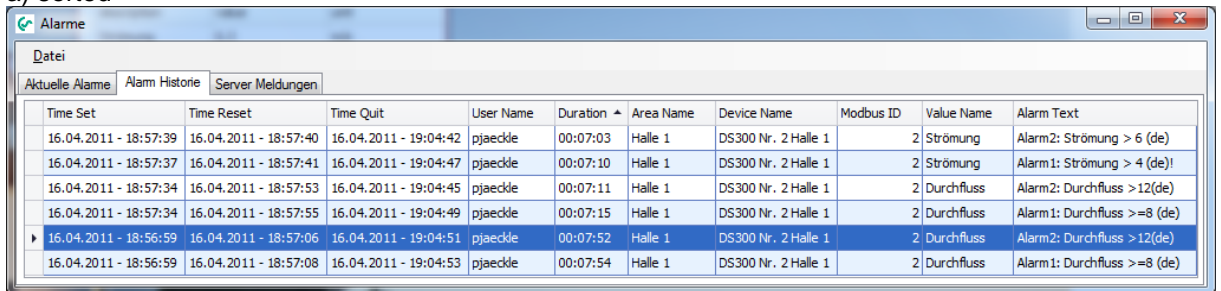 a) sorted
Alarme
Datei
Aktuelle Alarme Alarm Historie Server Meldungen
Time Set Time Reset Time Quit User Name Duration Area Name Device Name Modbus ID Value Name Alarm Text
16.04.2011 - 18:57:39 16.04.2011 - 18:57:40 16.04.2011 - 19:04:42 pjaeckle 00:07:03 Halle 1 DS300 Nr. 2 Halle 1 2 Strömung Alarm2: Strömung > 6 (de)
16.04.2011 - 18:57:37 16.04.2011 - 18:57:41 16.04.2011 - 19:04:47 pjaeckle 00:07:10 Halle 1 DS300 Nr. 2 Halle 1 2 Strömung Alarm1: Strömung > 4 (de)!
16.04.2011 - 18:57:34 16.04.2011 - 18:57:53 16.04.2011 - 19:04:45 pjaeckle 00:07:11 Halle 1 DS300 Nr. 2 Halle 1 2 Durchfluss Alarm2: Durchfluss >12(de)
16.04.2011 - 18:57:34 16.04.2011 - 18:57:55 16.04.2011 - 19:04:49 pjaeckle 00:07:15 Halle 1 DS300 Nr. 2 Halle 1 2 Durchfluss Alarm1: Durchfluss >=8 (de)
16.04.2011 - 18:56:59 16.04.2011 - 18:57:06 16.04.2011 - 19:04:51 pjaeckle 00:07:52 Halle 1 DS300 Nr. 2 Halle 1 2 Durchfluss Alarm2: Durchfluss >12(de)
16.04.2011 - 18:56:59 16.04.2011 - 18:57:08 16.04.2011 - 19:04:53 pjaeckle 00:07:54 Halle 1 DS300 Nr. 2 Halle 1 2 Durchfluss Alarm1: Durchfluss >=8 (de)